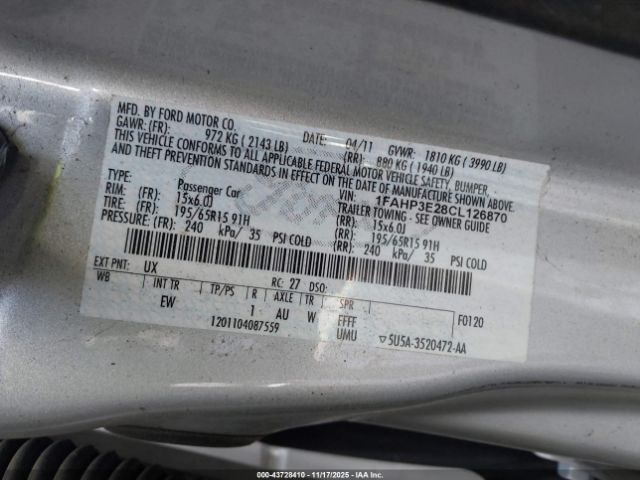 MFD. BY FORD MOTOR CO.
DATE: 04/11 GVWR: 1810 KG ( 3990 LB)
GAWR: (FR): 972 KG ( 2143 LB) (RR): 880 KG ( 1940 LB)
THIS VEHICLE CONFORMS TO ALL APPLICABLE FEDERAL MOTOR VEHICLE SAFETY, BUMPER,
AND THEFT PREVENTION STANDARDS IN EFFECT ON THE DATE OF MANUFACTURE SHOWN ABOVE.
VIN: 1FAHP3E28CL126870
TYPE: Passenger Car TRAILER TOWING - SEE OWNER GUIDE
RIM: (FR): 15x6.0J (RR): 15x6.0J
TIRE: (FR): 195/65R15 91H (RR): 195/65R15 91H
PRESSURE: (FR): 240 kPa/ 35 PSI COLD (RR): 240 kPa/ 35 PSI COLD
EXT PNT: UX RC: 27 DSO:
WB INT TR TP/PS R AXLE TR SPR F0120
EW 1 AU W FFFF
1201104087559 UMU ▽5U5A-3520472-AA
000-43728410 - 11/17/2025 - IAA Inc.